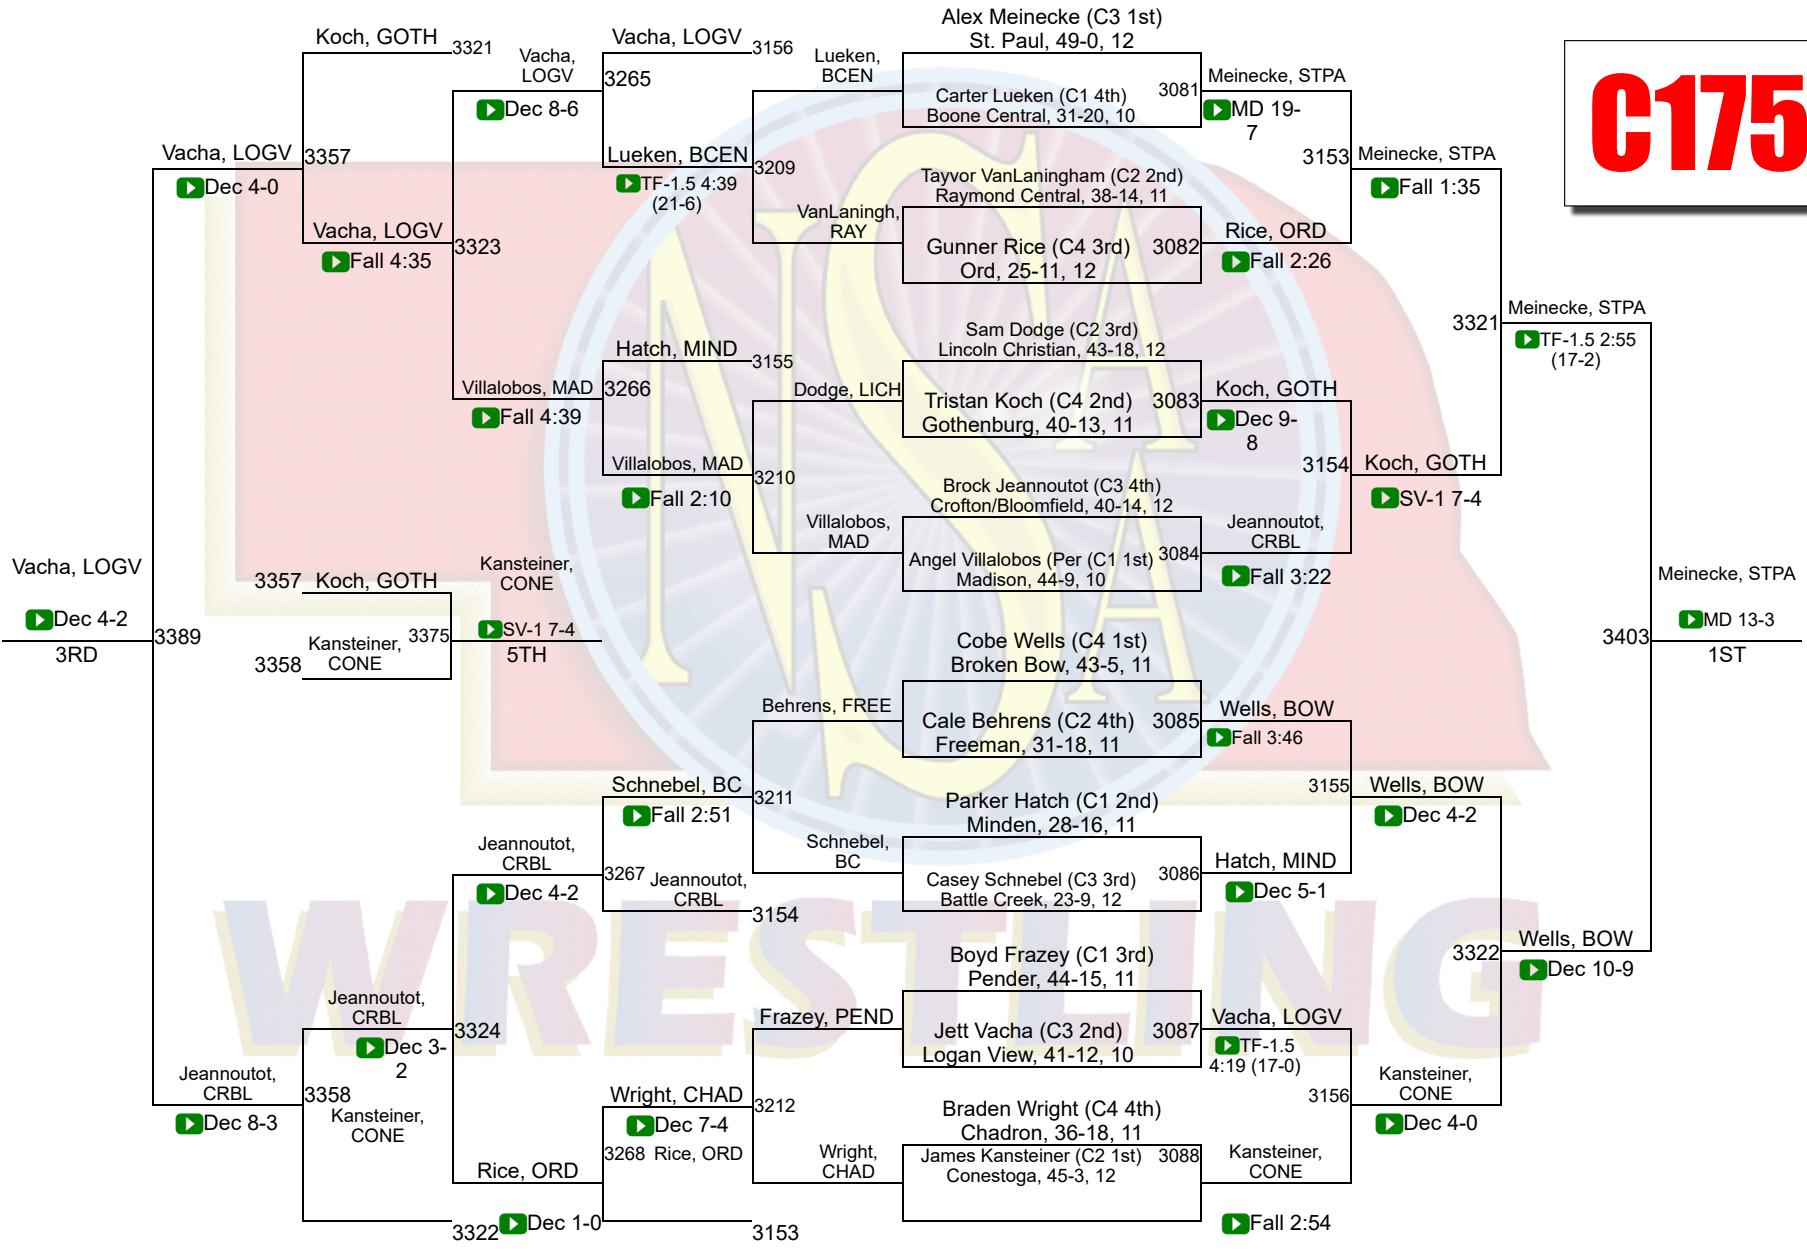 C175
Koch, GOTH
3321
Vacha,
LOGV
Dec 8-6
Vacha, LOGV
3156
3265
Lueken,
BCEN
Alex Meinecke (C3 1st)
St. Paul, 49-0, 12
Carter Lueken (C1 4th)
Boone Central, 31-20, 10
3081
Meinecke, STPA
MD 19-
7
Vacha, LOGV
Dec 4-0
3357
Lueken, BCEN
TF-1.5 4:39
(21-6)
3209
Tayvor VanLaningham (C2 2nd)
Raymond Central, 38-14, 11
3153
Meinecke, STPA
Fall 1:35
VanLaningh,
RAY
Gunner Rice (C4 3rd)
Ord, 25-11, 12
3082
Rice, ORD
Fall 2:26
Vacha, LOGV
Fall 4:35
3323
Meinecke, STPA
TF-1.5 2:55
(17-2)
3321
Hatch, MIND
3155
Sam Dodge (C2 3rd)
Lincoln Christian, 43-18, 12
Villalobos, MAD
Fall 4:39
3266
Dodge, LICH
Tristan Koch (C4 2nd)
Gothenburg, 40-13, 11
3083
Koch, GOTH
Dec 9-
8
Villalobos, MAD
Fall 2:10
3210
Brock Jeannoutot (C3 4th)
Crofton/Bloomfield, 40-14, 12
3154
Koch, GOTH
SV-1 7-4
Villalobos,
MAD
Angel Villalobos (Per (C1 1st)
Madison, 44-9, 10
3084
Jeannoutot,
CRBL
Fall 3:22
Vacha, LOGV
Dec 4-2
3RD
3389
3357
Koch, GOTH
Kansteiner,
CONE
3358
Kansteiner,
CONE
3375
SV-1 7-4
5TH
Meinecke, STPA
MD 13-3
1ST
3403
Cobe Wells (C4 1st)
Broken Bow, 43-5, 11
Behrens, FREE
Cale Behrens (C2 4th)
Freeman, 31-18, 11
3085
Wells, BOW
Fall 3:46
Schnebel, BC
Fall 2:51
3211
Parker Hatch (C1 2nd)
Minden, 28-16, 11
3155
Wells, BOW
Dec 4-2
Jeannoutot,
CRBL
Dec 4-2
3267
Jeannoutot,
CRBL
3154
Schnebel,
BC
Casey Schnebel (C3 3rd)
Battle Creek, 23-9, 12
3086
Hatch, MIND
Dec 5-1
Boyd Frazey (C1 3rd)
Pender, 44-15, 11
3322
Wells, BOW
Dec 10-9
Jeannoutot,
CRBL
Dec 3-
2
3324
Frazey, PEND
Jett Vacha (C3 2nd)
Logan View, 41-12, 10
3087
Vacha, LOGV
TF-1.5
4:19 (17-0)
Jeannoutot,
CRBL
Dec 8-3
3358
Kansteiner,
CONE
Wright, CHAD
Dec 7-4
3212
Braden Wright (C4 4th)
Chadron, 36-18, 11
3156
Kansteiner,
CONE
Dec 4-0
Rice, ORD
3268
Rice, ORD
Wright,
CHAD
James Kansteiner (C2 1st)
Conestoga, 45-3, 12
3088
Kansteiner,
CONE
3322
Dec 1-0
3153
Fall 2:54
NSAA
WRESTLING